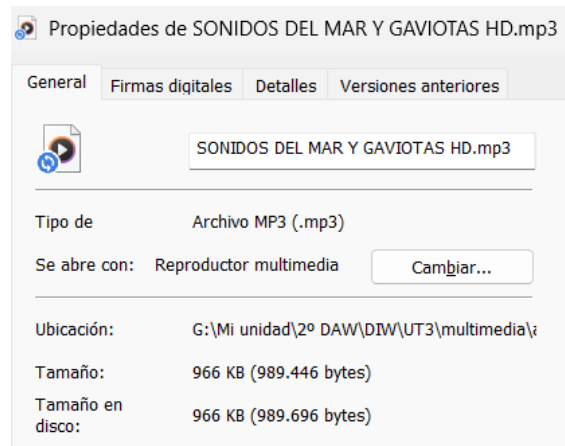 Propiedades de SONIDOS DEL MAR Y GAVIOTAS HD.mp3
General Firmas digitales Detalles Versiones anteriores
SONIDOS DEL MAR Y GAVIOTAS HD.mp3
Tipo de Archivo MP3 (.mp3)
Se abre con: Reproductor multimedia Cambiar...
Ubicación: G:\Mi unidad\2º DAW\DIW\UT3\multimedia\a
Tamaño: 966 KB (989.446 bytes)
Tamaño en
disco: 966 KB (989.696 bytes)